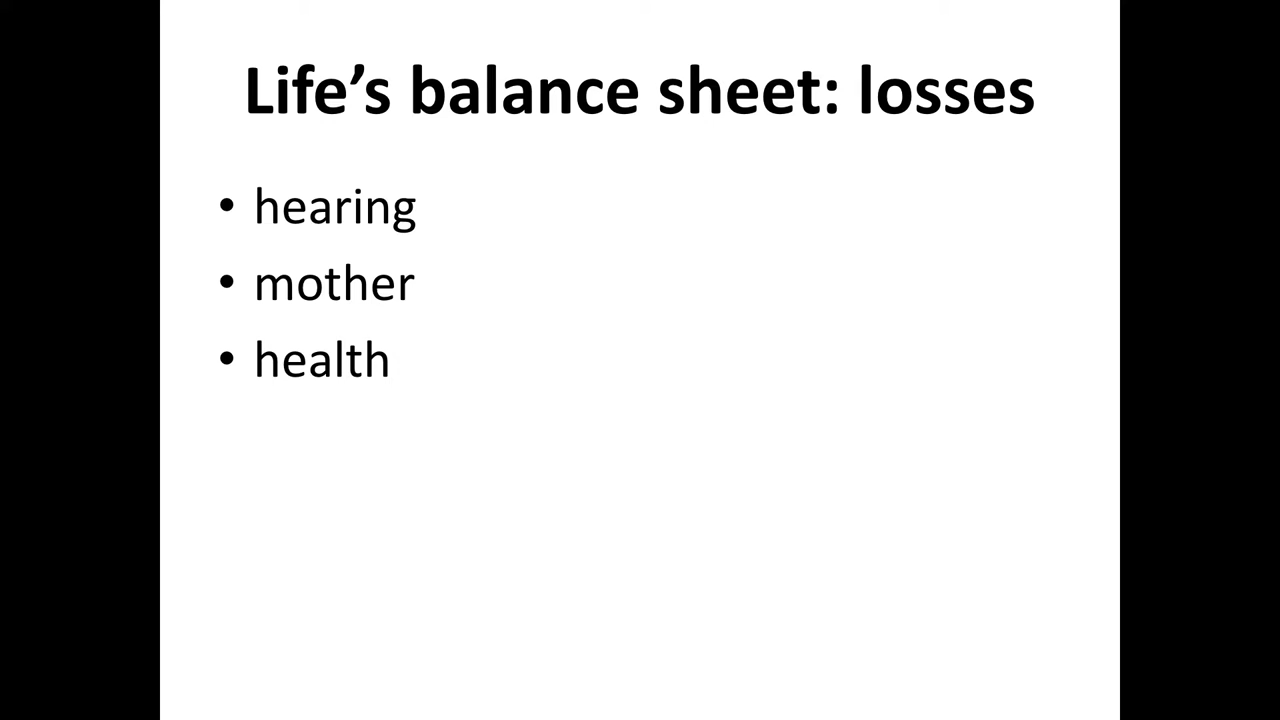 Life’s balance sheet: losses
• hearing
• mother
• health